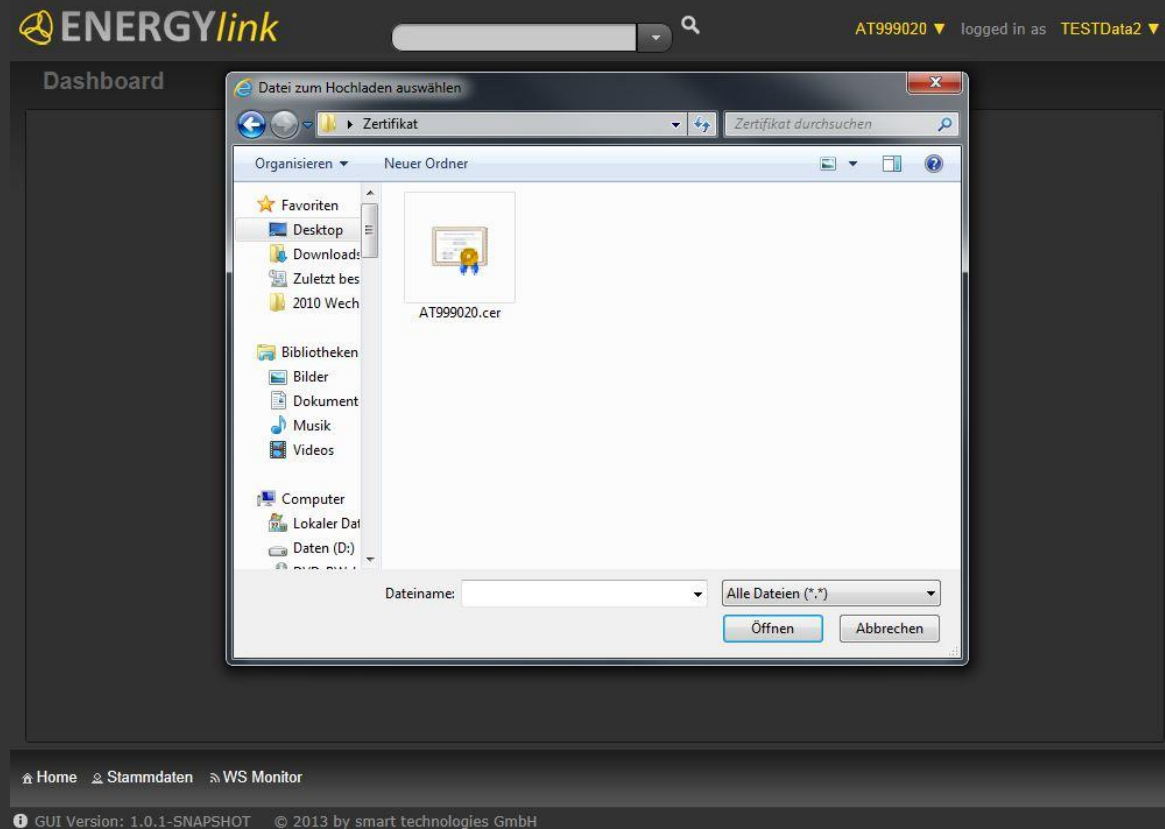 ENERGYlink
AT999020 ▼ logged in as TESTData2 ▼
Dashboard
Datei zum Hochladen auswählen
Zertifikat
Zertifikat durchsuchen
Organisieren
Neuer Ordner
Favoriten
Desktop
Downloads
Zuletzt bes
2010 Wech
AT999020.cer
Bibliotheken
Bilder
Dokument
Musik
Videos
Computer
Lokaler Dat
Daten (D:)
Dateiname:
Alle Dateien (*.*)
Öffnen
Abbrechen
Home
Stammdaten
WS Monitor
GUI Version: 1.0.1-SNAPSHOT © 2013 by smart technologies GmbH